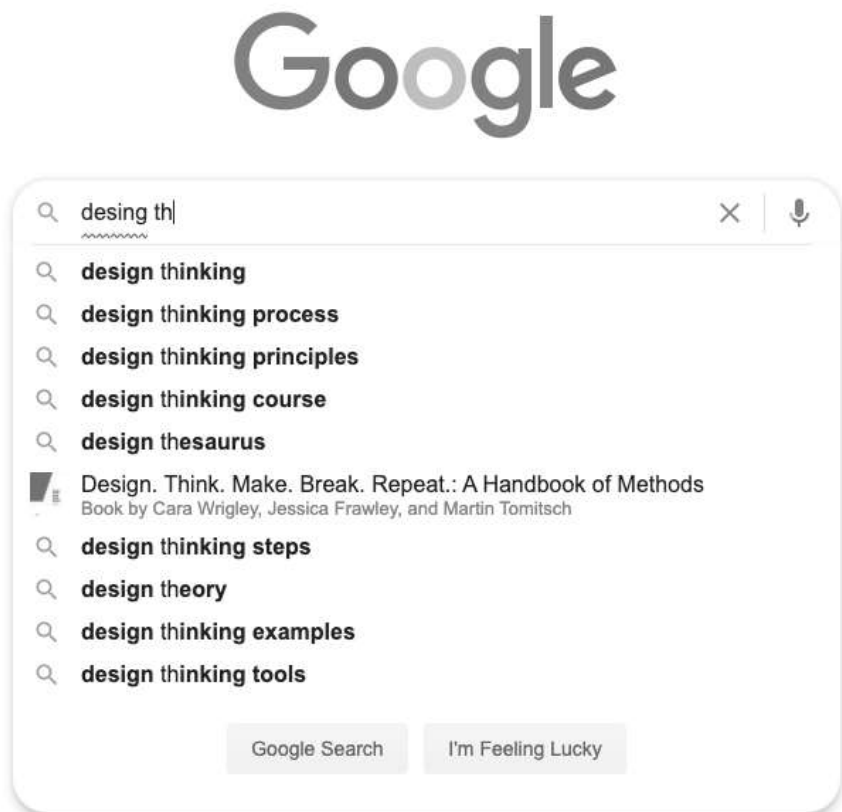 Google
desing th
design thinking
design thinking process
design thinking principles
design thinking course
design thesaurus
Design. Think. Make. Break. Repeat.: A Handbook of Methods
Book by Cara Wrigley, Jessica Frawley, and Martin Tomitsch
design thinking steps
design theory
design thinking examples
design thinking tools
Google Search I'm Feeling Lucky